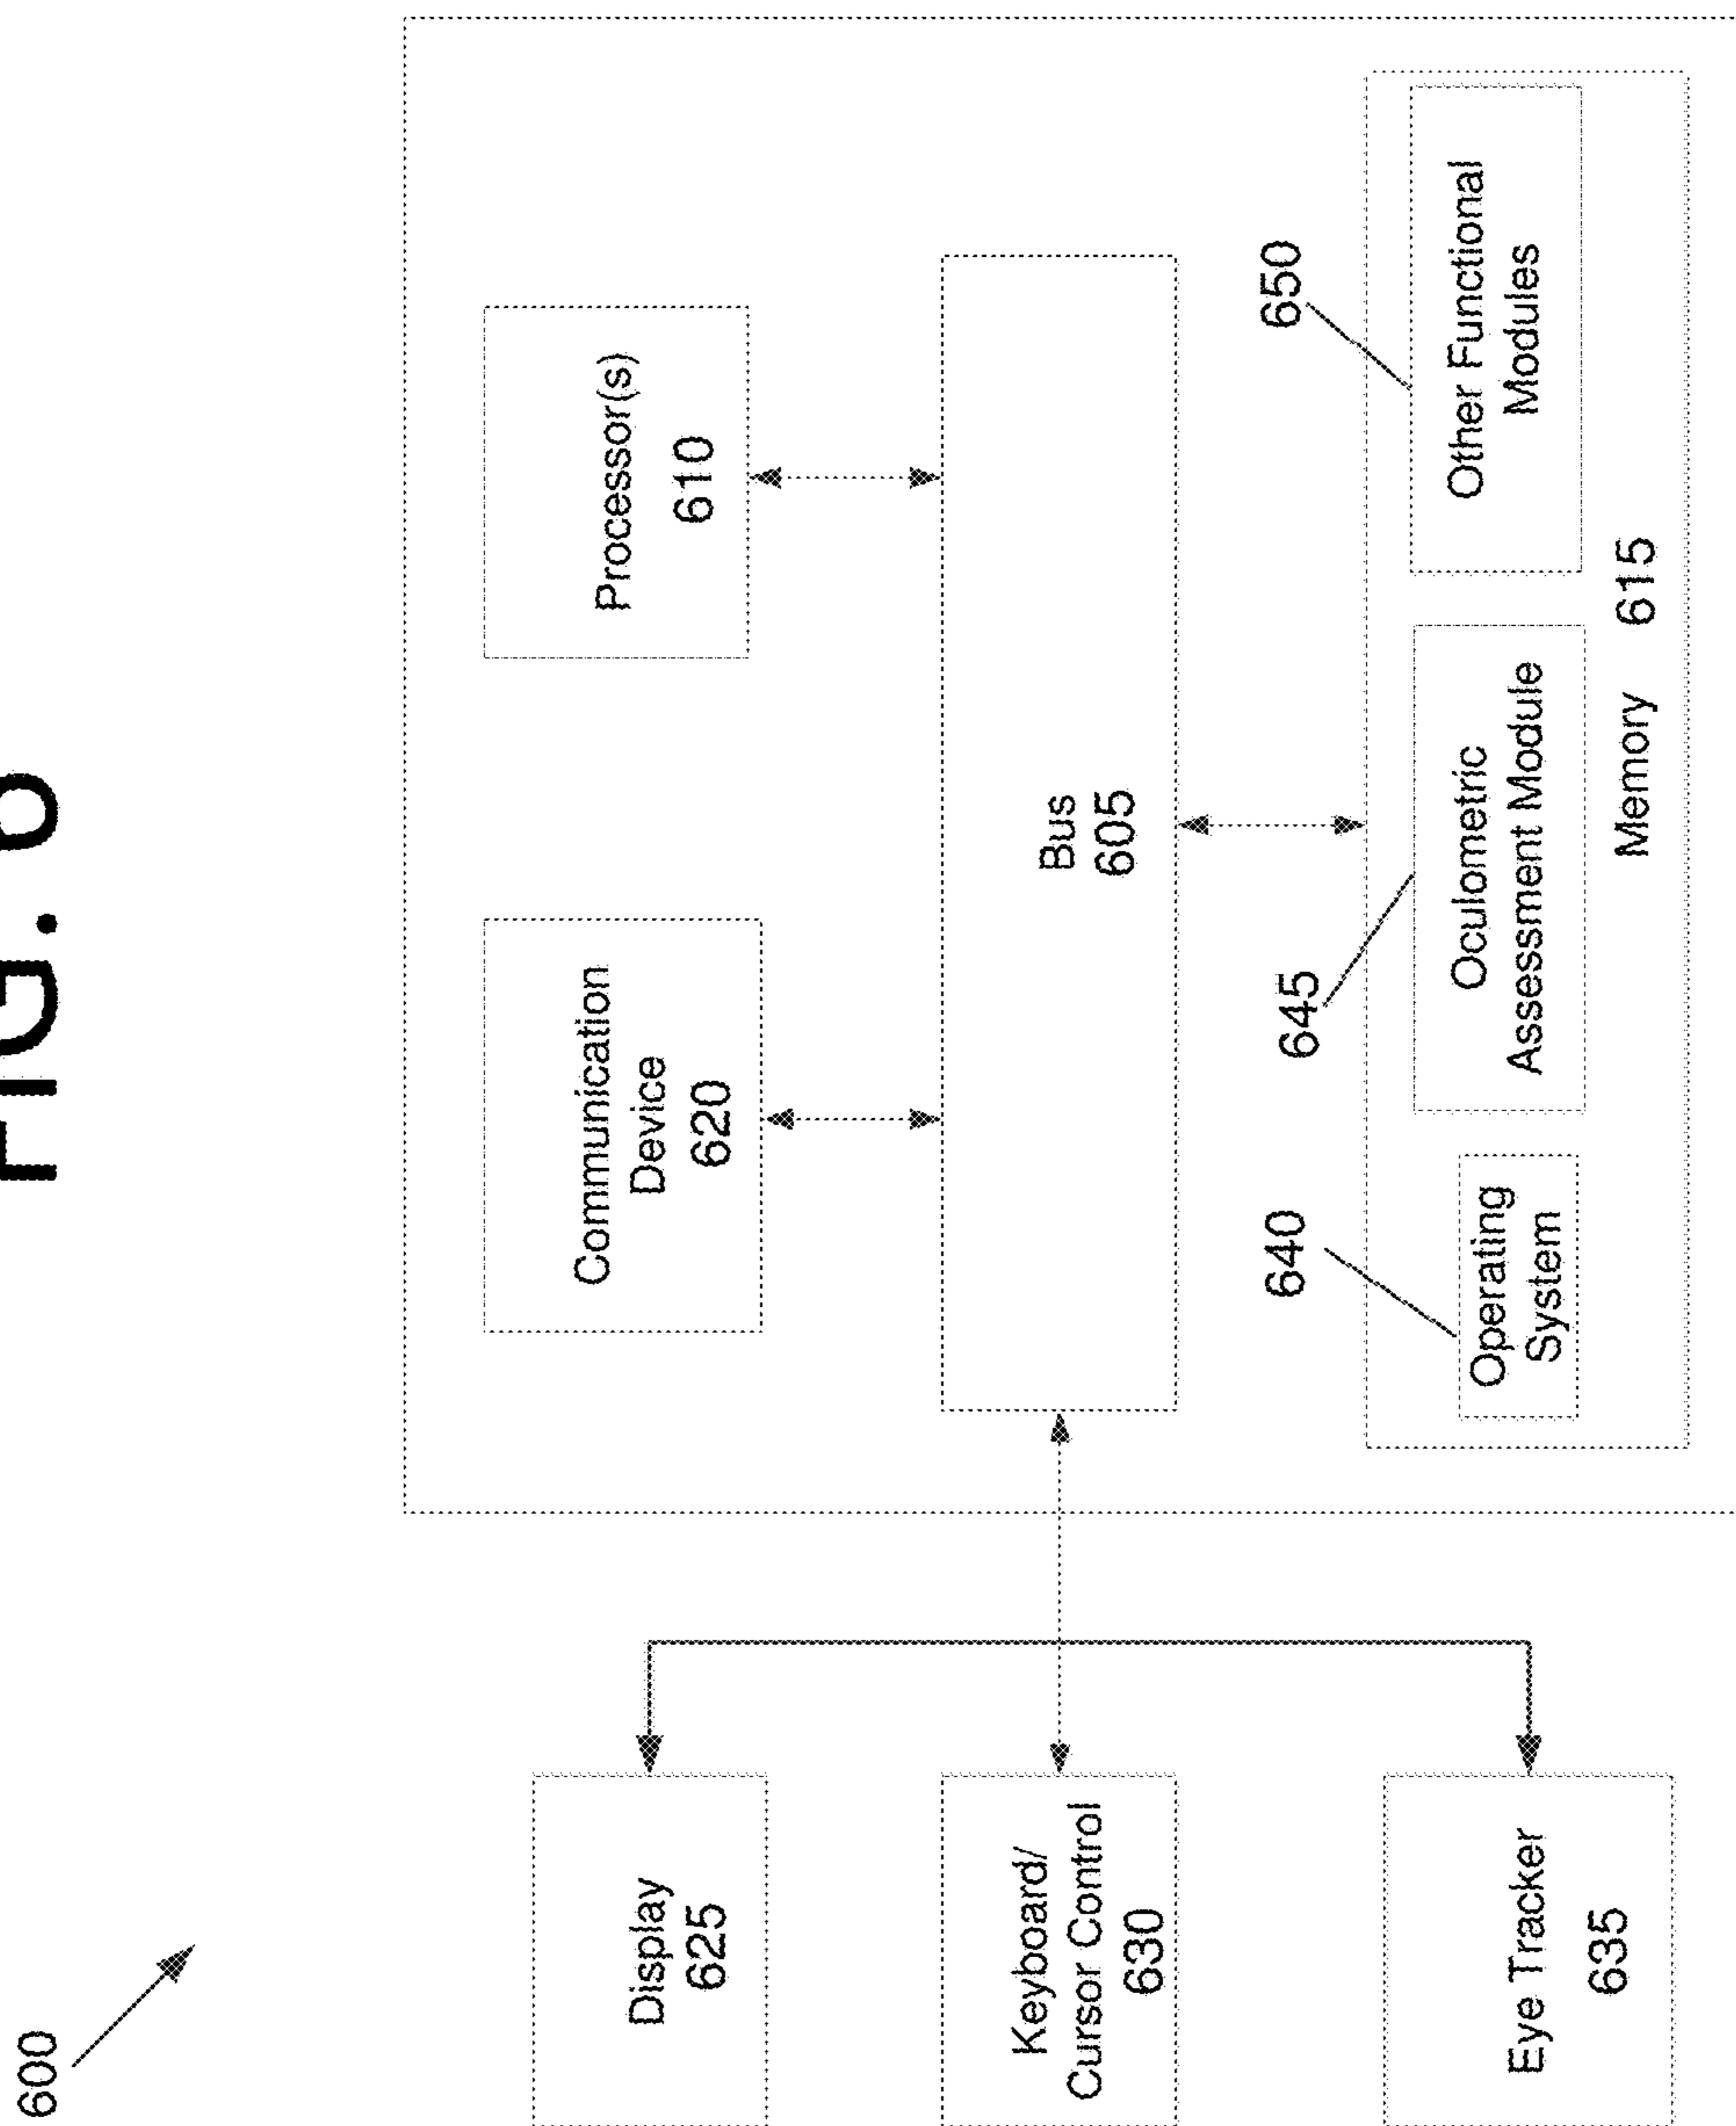 FIG. 6
600
Display
625
Communication
Device
620
Processor(s)
610
Keyboard/
Cursor Control
630
Bus
605
640
645
650
Eye Tracker
635
Operating
System
Oculometric
Assessment Module
Other Functional
Modules
Memory 615